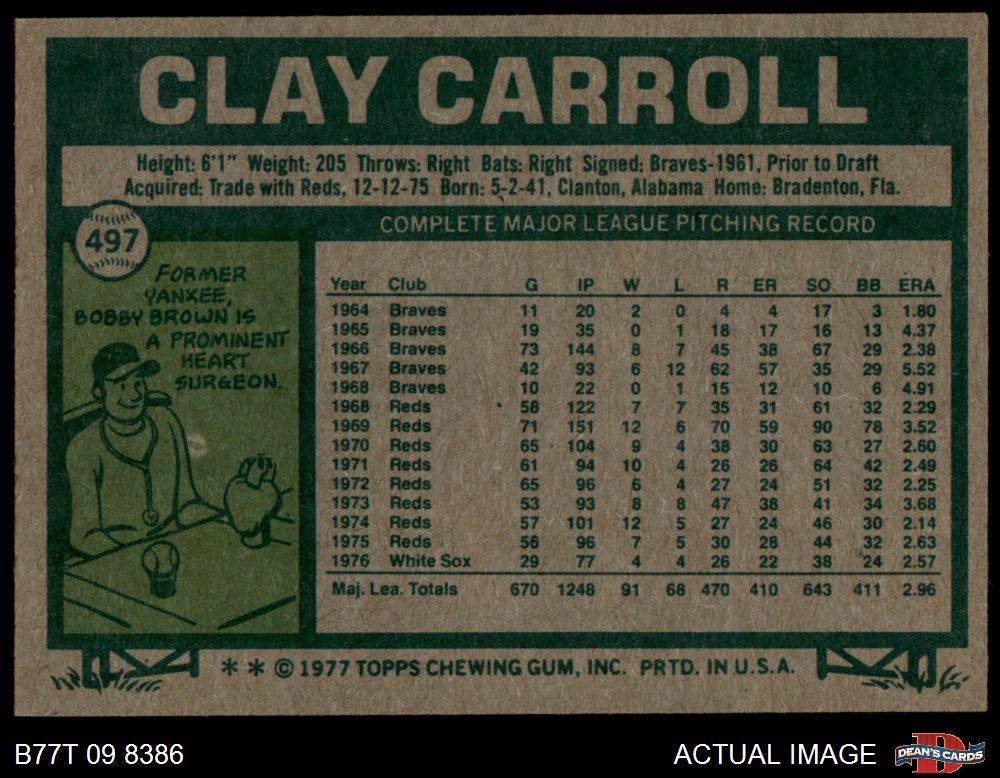 CLAY CARROLL
Height: 6'1" Weight: 205 Throws: Right Bats: Right Signed: Braves-1961, Prior to Draft
Acquired: Trade with Reds, 12-12-75 Born: 5-2-41, Clanton, Alabama Home: Bradenton, Fla.
497
COMPLETE MAJOR LEAGUE PITCHING RECORD
FORMER
YANKEE,
BOBBY BROWN IS
A PROMINENT
HEART
SURGEON.
Year Club G IP W L R ER SO BB ERA
1964 Braves 11 20 2 0 4 4 17 3 1.80
1965 Braves 19 35 0 1 18 17 16 13 4.37
1966 Braves 73 144 8 7 45 38 67 29 2.38
1967 Braves 42 93 6 12 62 57 35 29 5.52
1968 Braves 10 22 0 1 15 12 10 6 4.91
1968 Reds 58 122 7 7 35 31 61 32 2.29
1969 Reds 71 151 12 6 70 59 90 78 3.52
1970 Reds 65 104 9 4 38 30 63 27 2.60
1971 Reds 61 94 10 4 26 26 64 42 2.49
1972 Reds 65 96 6 4 27 24 51 32 2.25
1973 Reds 53 93 8 8 47 38 41 34 3.68
1974 Reds 57 101 12 5 27 24 46 30 2.14
1975 Reds 56 96 7 5 30 28 44 32 2.63
1976 White Sox 29 77 4 4 26 22 38 24 2.57
Maj. Lea. Totals 670 1248 91 68 470 410 643 411 2.96
* * © 1977 TOPPS CHEWING GUM, INC. PRTD. IN U.S.A.
B77T 09 8386
ACTUAL IMAGE
DEAN'S CARDS